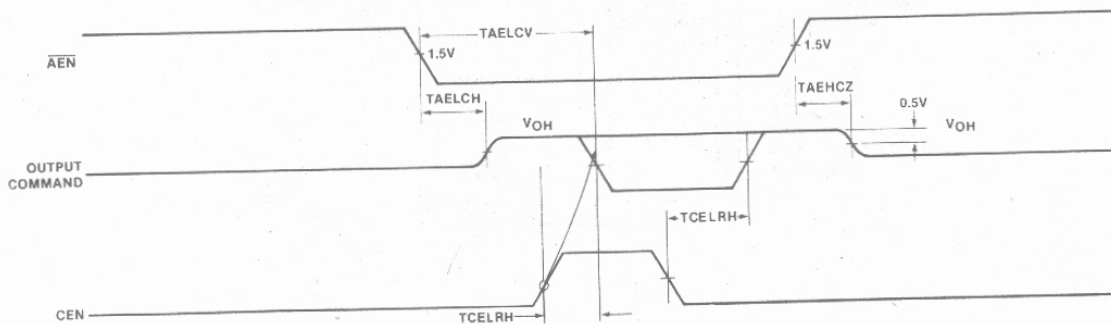 TAELCV
AEN
1.5V
1.5V
TAELCH
TAEHCZ
0.5V
VOH
VOH
OUTPUT
COMMAND
TCELRH
CEN
TCELRH